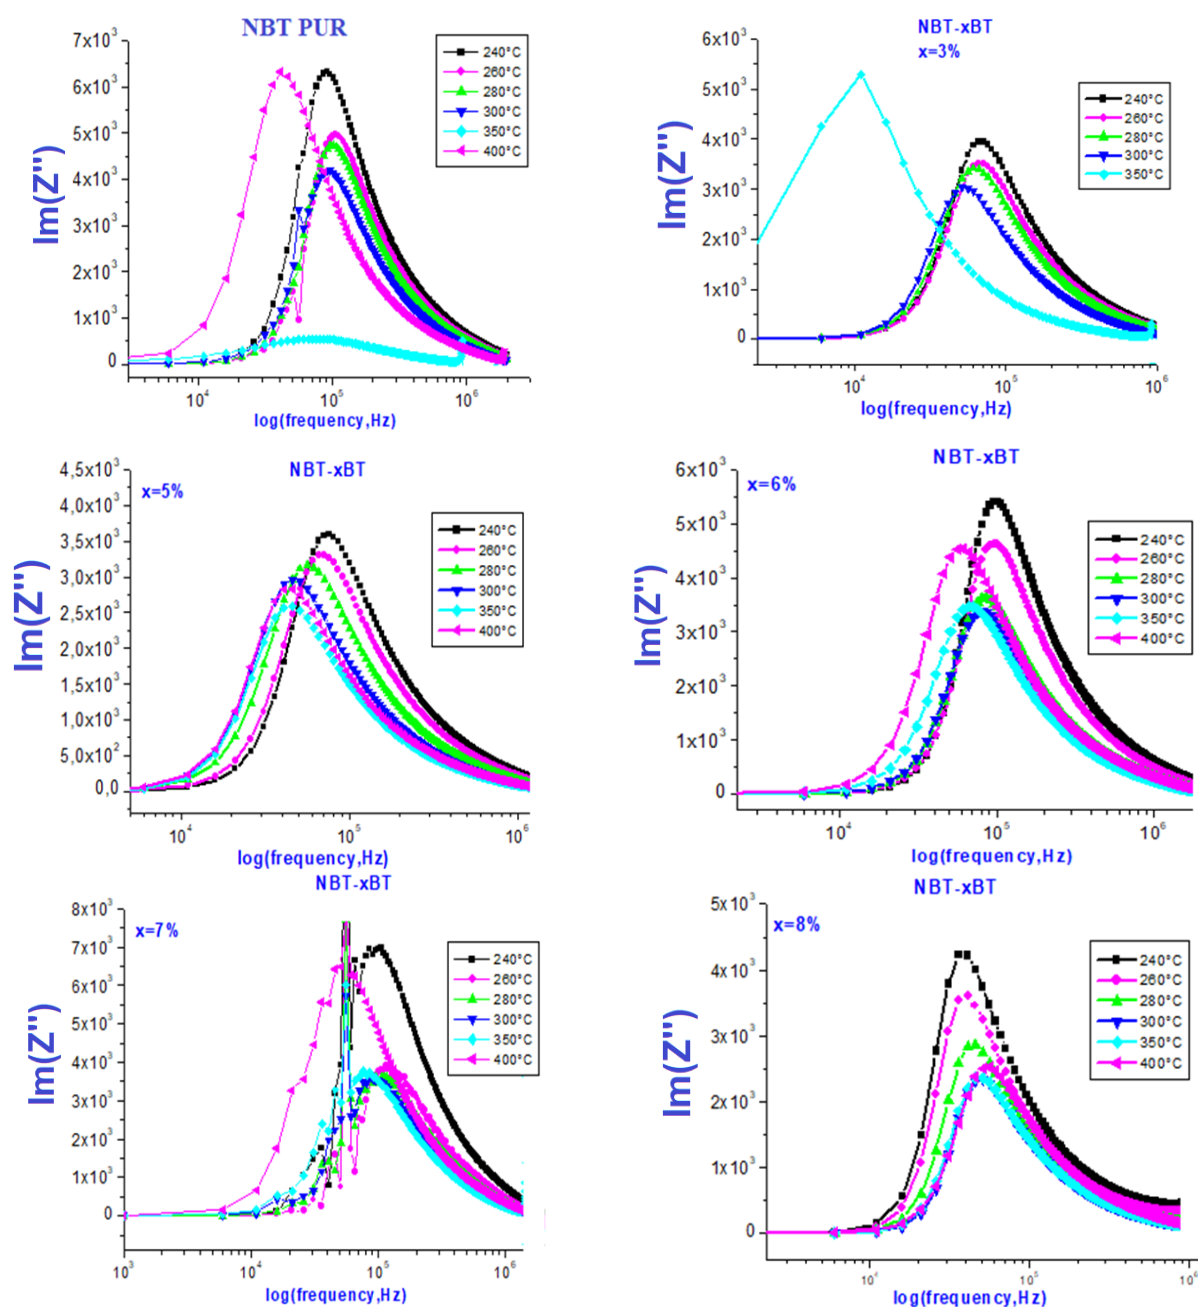 NBT PUR
7x10³
6x10³
5x10³
4x10³
3x10³
2x10³
1x10³
0
Im(Z'')
240°C
260°C
280°C
300°C
350°C
400°C
10⁴ 10⁵ 10⁶
log(frequency,Hz)
NBT-xBT
x=3%
6x10³
5x10³
4x10³
3x10³
2x10³
1x10³
0
Im(Z'')
240°C
260°C
280°C
300°C
350°C
10⁴ 10⁵ 10⁶
log(frequency,Hz)
NBT-xBT
x=5%
4,5x10³
4,0x10³
3,5x10³
3,0x10³
2,5x10³
2,0x10³
1,5x10³
1,0x10³
5,0x10²
0,0
Im(Z'')
240°C
260°C
280°C
300°C
350°C
400°C
10⁴ 10⁵ 10⁶
log(frequency,Hz)
NBT-xBT
x=6%
6x10³
5x10³
4x10³
3x10³
2x10³
1x10³
0
Im(Z'')
240°C
260°C
280°C
300°C
350°C
400°C
10⁴ 10⁵ 10⁶
log(frequency,Hz)
NBT-xBT
x=7%
8x10³
7x10³
6x10³
5x10³
4x10³
3x10³
2x10³
1x10³
0
Im(Z'')
240°C
260°C
280°C
300°C
350°C
400°C
10³ 10⁴ 10⁵ 10⁶
log(frequency,Hz)
NBT-xBT
x=8%
5x10³
4x10³
3x10³
2x10³
1x10³
0
Im(Z'')
240°C
260°C
280°C
300°C
350°C
400°C
10⁴ 10⁵ 10⁶
log(frequency,Hz)